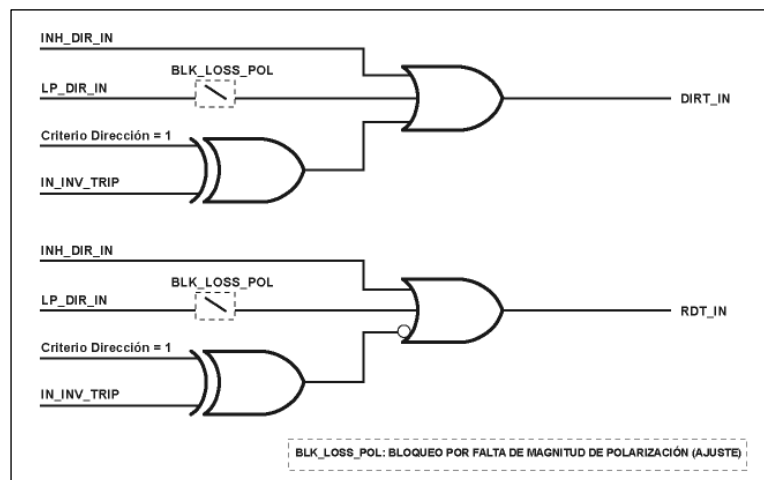 INH_DIR_IN
BLK_LOSS_POL
LP_DIR_IN
DIRT_IN
Criterio Dirección = 1
IN_INV_TRIP
INH_DIR_IN
BLK_LOSS_POL
LP_DIR_IN
RDT_IN
Criterio Dirección = 1
IN_INV_TRIP
BLK_LOSS_POL: BLOQUEO POR FALTA DE MAGNITUD DE POLARIZACIÓN (AJUSTE)